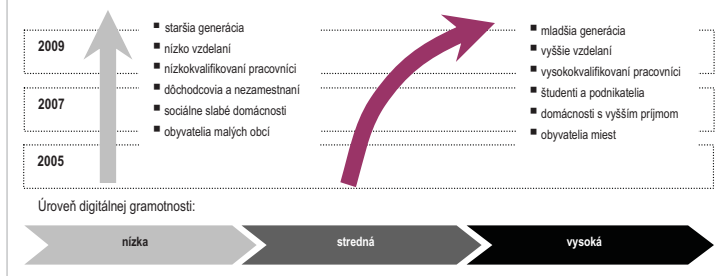 2009
2007
2005
staršia generácia
nízko vzdelaní
nízkokvalifikovaní pracovníci
dôchodcovia a nezamestnaní
sociálne slabé domácnosti
obyvatelia malých obcí
mladšia generácia
vyššie vzdelaní
vysokokvalifikovaní pracovníci
študenti a podnikatelia
domácnosti s vyšším príjmom
obyvatelia miest
Úroveň digitálnej gramotnosti:
nízka
stredná
vysoká